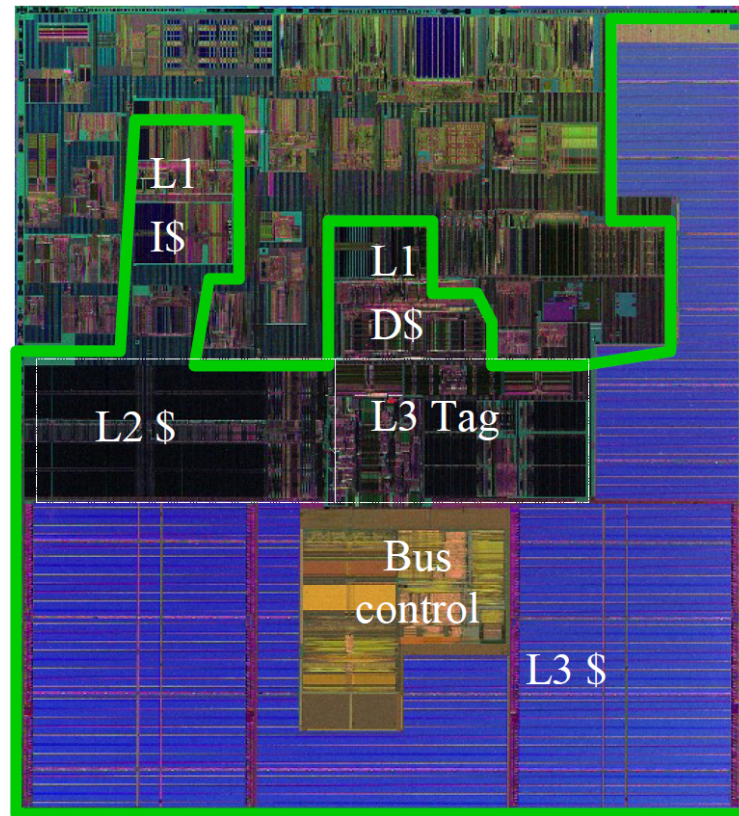 L1
I$
L1
D$
L2 $
L3 Tag
Bus
control
L3 $